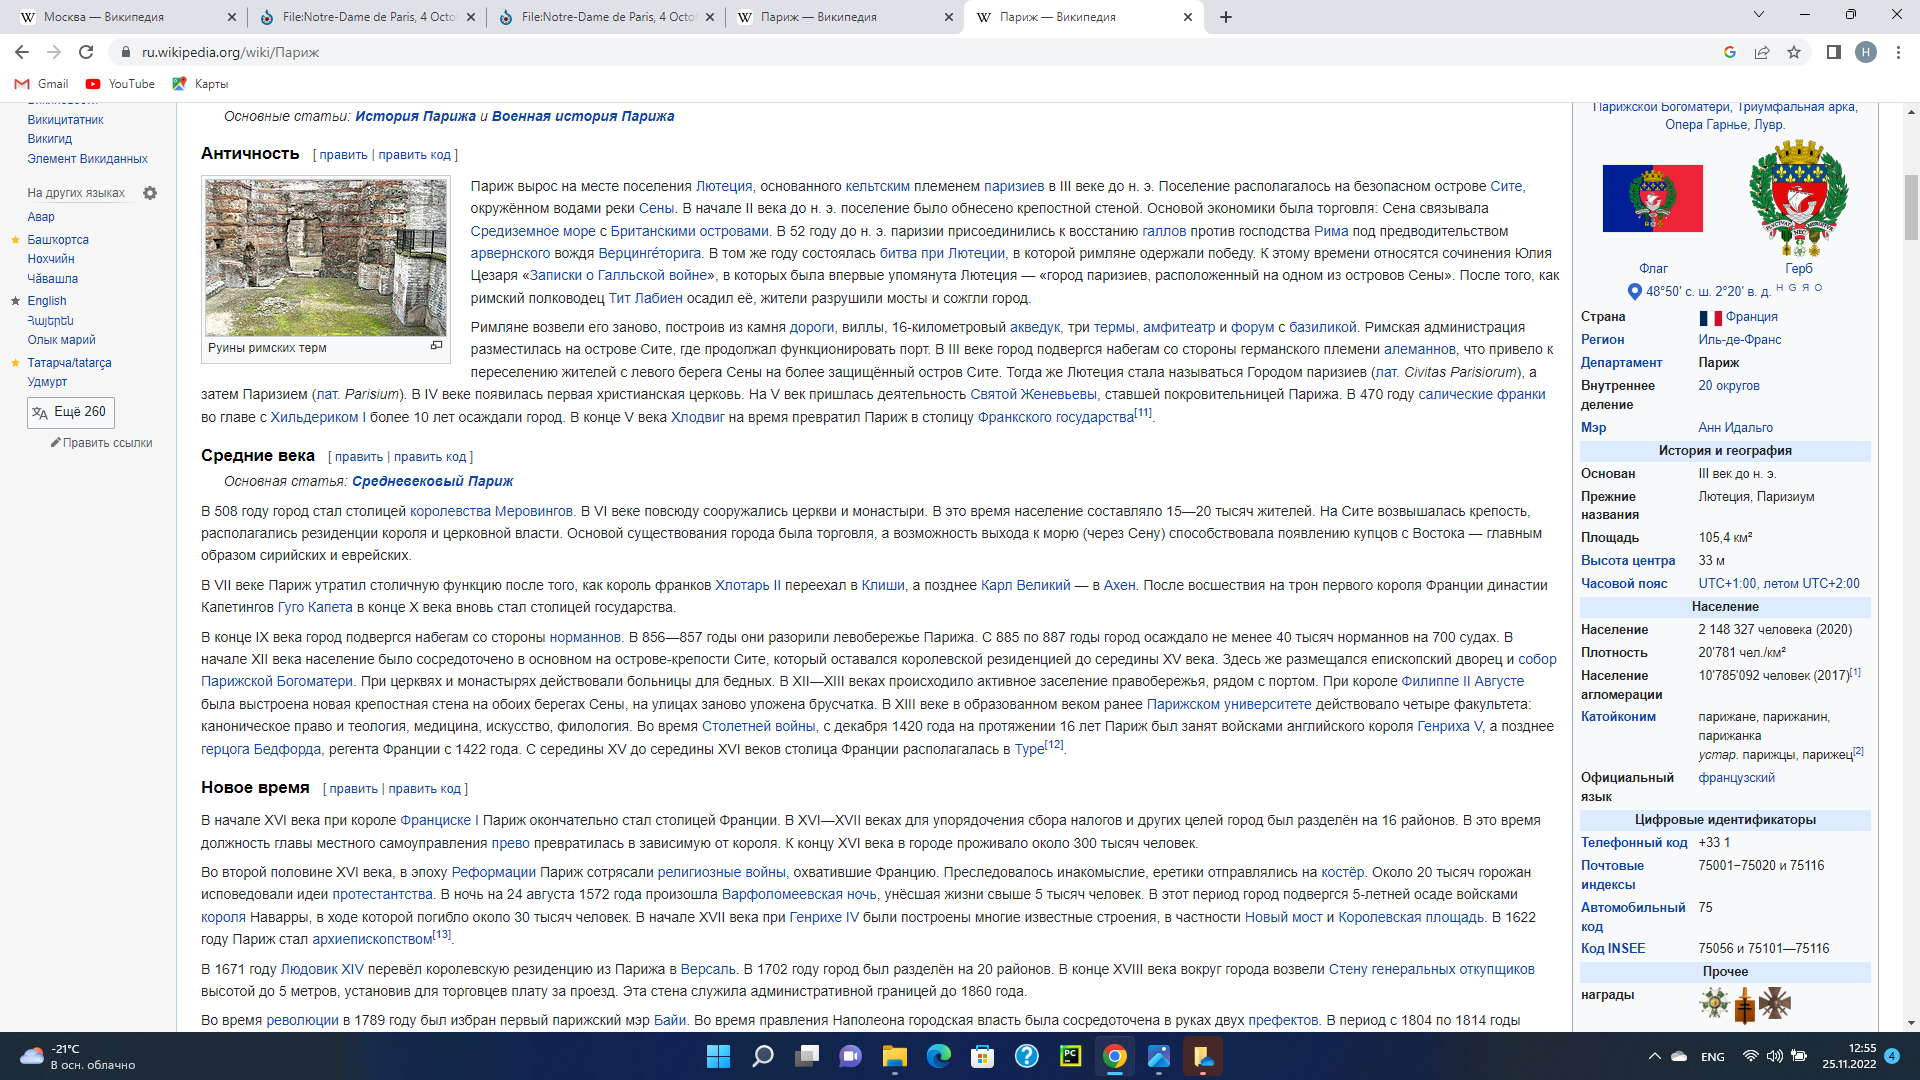 Москва — Википедия
File:Notre-Dame de Paris, 4 Octo
File:Notre-Dame de Paris, 4 Octo
Париж — Википедия
Париж — Википедия
ru.wikipedia.org/wiki/Париж
H
Gmail
YouTube
Карты
Викицитатник
Викигид
Элемент Викиданных
На других языках
Авар
Башҡортса
Нохчийн
Чӑвашла
English
Հայերեն
Олык марий
Татарча/tatarça
Удмурт
Ещё 260
Править ссылки
Основные статьи: История Парижа и Военная история Парижа
Античность [ править | править код ]
Руины римских терм
Париж вырос на месте поселения Лютеция, основанного кельтским племенем паризиев в III веке до н. э. Поселение располагалось на безопасном острове Сите,
окружённом водами реки Сены. В начале II века до н. э. поселение было обнесено крепостной стеной. Основой экономики была торговля: Сена связывала
Средиземное море с Британскими островами. В 52 году до н. э. паризии присоединились к восстанию галлов против господства Рима под предводительством
арвернского вождя Верцингéторига. В том же году состоялась битва при Лютеции, в которой римляне одержали победу. К этому времени относятся сочинения Юлия
Цезаря «Записки о Галльской войне», в которых была впервые упомянута Лютеция — «город паризиев, расположенный на одном из островов Сены». После того, как
римский полководец Тит Лабиен осадил её, жители разрушили мосты и сожгли город.
Римляне возвели его заново, построив из камня дороги, виллы, 16-километровый акведук, три термы, амфитеатр и форум с базиликой. Римская администрация
разместилась на острове Сите, где продолжал функционировать порт. В III веке город подвергся набегам со стороны германского племени алеманнов, что привело к
переселению жителей с левого берега Сены на более защищённый остров Сите. Тогда же Лютеция стала называться Городом паризиев (лат. Civitas Parisiorum), а
затем Паризием (лат. Parisium). В IV веке появилась первая христианская церковь. На V век пришлась деятельность Святой Женевьевы, ставшей покровительницей Парижа. В 470 году салические франки
во главе с Хильдериком I более 10 лет осаждали город. В конце V века Хлодвиг на время превратил Париж в столицу Франкского государства[11].
Средние века [ править | править код ]
Основная статья: Средневековый Париж
В 508 году город стал столицей королевства Меровингов. В VI веке повсюду сооружались церкви и монастыри. В это время население составляло 15—20 тысяч жителей. На Сите возвышалась крепость,
располагались резиденции короля и церковной власти. Основой существования города была торговля, а возможность выхода к морю (через Сену) способствовала появлению купцов с Востока — главным
образом сирийских и еврейских.
В VII веке Париж утратил столичную функцию после того, как король франков Хлотарь II переехал в Клиши, а позднее Карл Великий — в Ахен. После восшествия на трон первого короля Франции династии
Капетингов Гуго Капета в конце X века вновь стал столицей государства.
В конце IX века город подвергся набегам со стороны норманнов. В 856—857 годы они разорили левобережье Парижа. С 885 по 887 годы город осаждало не менее 40 тысяч норманнов на 700 судах. В
начале XII века население было сосредоточено в основном на острове-крепости Сите, который оставался королевской резиденцией до середины XV века. Здесь же размещался епископский дворец и собор
Парижской Богоматери. При церквях и монастырях действовали больницы для бедных. В XII—XIII веках происходило активное заселение правобережья, рядом с портом. При короле Филиппе II Августе
была выстроена новая крепостная стена на обоих берегах Сены, на улицах заново уложена брусчатка. В XIII веке в образованном веком ранее Парижском университете действовало четыре факультета:
каноническое право и теология, медицина, искусство, филология. Во время Столетней войны, с декабря 1420 года на протяжении 16 лет Париж был занят войсками английского короля Генриха V, а позднее
герцога Бедфорда, регента Франции с 1422 года. С середины XV до середины XVI веков столица Франции располагалась в Туре[12].
Новое время [ править | править код ]
В начале XVI века при короле Франциске I Париж окончательно стал столицей Франции. В XVI—XVII веках для упорядочения сбора налогов и других целей город был разделён на 16 районов. В это время
должность главы местного самоуправления прево превратилась в зависимую от короля. К концу XVI века в городе проживало около 300 тысяч человек.
Во второй половине XVI века, в эпоху Реформации Париж сотрясали религиозные войны, охватившие Францию. Преследовалось инакомыслие, еретики отправлялись на костёр. Около 20 тысяч горожан
исповедовали идеи протестантства. В ночь на 24 августа 1572 года произошла Варфоломеевская ночь, унёсшая жизни свыше 5 тысяч человек. В этот период город подвергся 5-летней осаде войсками
короля Наварры, в ходе которой погибло около 30 тысяч человек. В начале XVII века при Генрихе IV были построены многие известные строения, в частности Новый мост и Королевская площадь. В 1622
году Париж стал архиепископством[13].
В 1671 году Людовик XIV перевёл королевскую резиденцию из Парижа в Версаль. В 1702 году город был разделён на 20 районов. В конце XVIII века вокруг города возвели Стену генеральных откупщиков
высотой до 5 метров, установив для торговцев плату за проезд. Эта стена служила административной границей до 1860 года.
Во время революции в 1789 году был избран первый парижский мэр Байи. Во время правления Наполеона городская власть была сосредоточена в руках двух префектов. В период с 1804 по 1814 годы
Парижской Богоматери, Триумфальная арка,
Опера Гарнье, Лувр.
Флаг Герб
48°50′ с. ш. 2°20′ в. д. H G Я O
Страна Франция
Регион Иль-де-Франс
Департамент Париж
Внутреннее деление 20 округов
Мэр Анн Идальго
История и география
Основан III век до н. э.
Прежние названия Лютеция, Паризиум
Площадь 105,4 км²
Высота центра 33 м
Часовой пояс UTC+1:00, летом UTC+2:00
Население
Население 2 148 327 человека (2020)
Плотность 20'781 чел./км²
Население агломерации 10'785'092 человек (2017)[1]
Катойконим парижане, парижанин,
парижанка
устар. парижцы, парижец[2]
Официальный язык французский
Цифровые идентификаторы
Телефонный код +33 1
Почтовые индексы 75001–75020 и 75116
Автомобильный код 75
Код INSEE 75056 и 75101—75116
Прочее
награды
-21°C
В осн. облачно
PC
ENG
12:55
25.11.2022
4